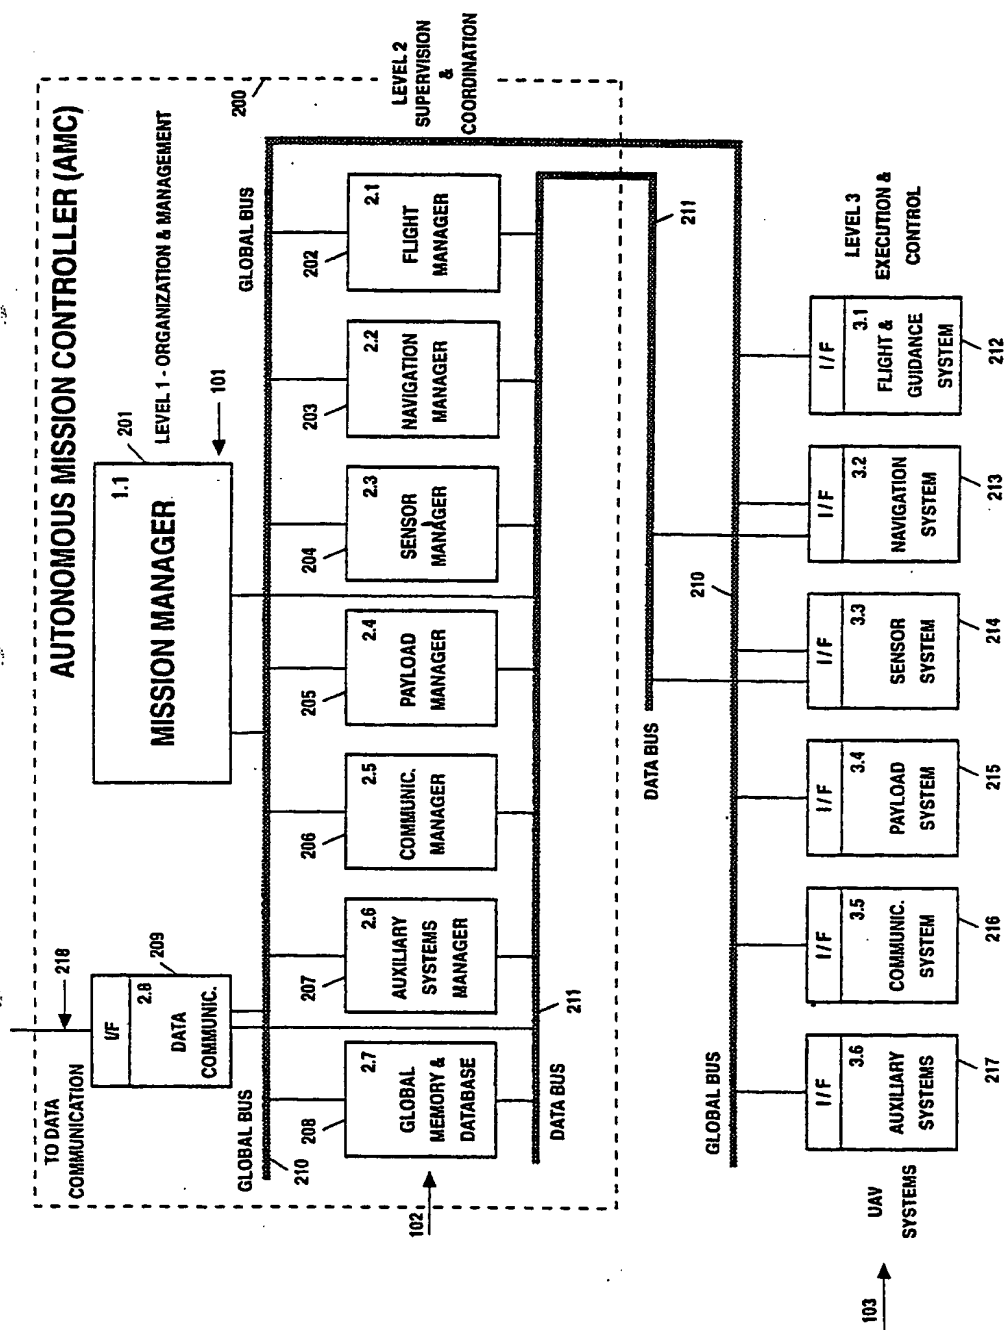 AUTONOMOUS MISSION CONTROLLER (AMC)
TO DATA
COMMUNICATION
218
I/F
2.8
DATA
COMMUNIC.
209
1.1
MISSION MANAGER
201
LEVEL 1 - ORGANIZATION & MANAGEMENT
101
200
GLOBAL BUS
210
GLOBAL BUS
LEVEL 2
SUPERVISION
&
COORDINATION
208
2.7
GLOBAL
MEMORY &
DATABASE
207
2.6
AUXILIARY
SYSTEMS
MANAGER
206
2.5
COMMUNIC.
MANAGER
205
2.4
PAYLOAD
MANAGER
204
2.3
SENSOR
MANAGER
203
2.2
NAVIGATION
MANAGER
202
2.1
FLIGHT
MANAGER
102
DATA BUS
211
DATA BUS
211
GLOBAL BUS
210
LEVEL 3
EXECUTION &
CONTROL
I/F
3.6
AUXILIARY
SYSTEMS
217
I/F
3.5
COMMUNIC.
SYSTEM
216
I/F
3.4
PAYLOAD
SYSTEM
215
I/F
3.3
SENSOR
SYSTEM
214
I/F
3.2
NAVIGATION
SYSTEM
213
I/F
3.1
FLIGHT &
GUIDANCE
SYSTEM
212
UAV
SYSTEMS
103